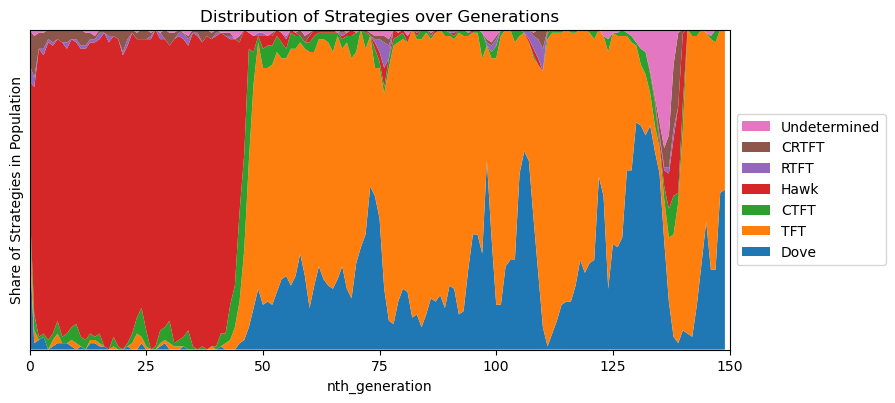 Distribution of Strategies over Generations
Share of Strategies in Population
Undetermined
CRTFT
RTFT
Hawk
CTFT
TFT
Dove
0 25 50 75 100 125 150
nth_generation